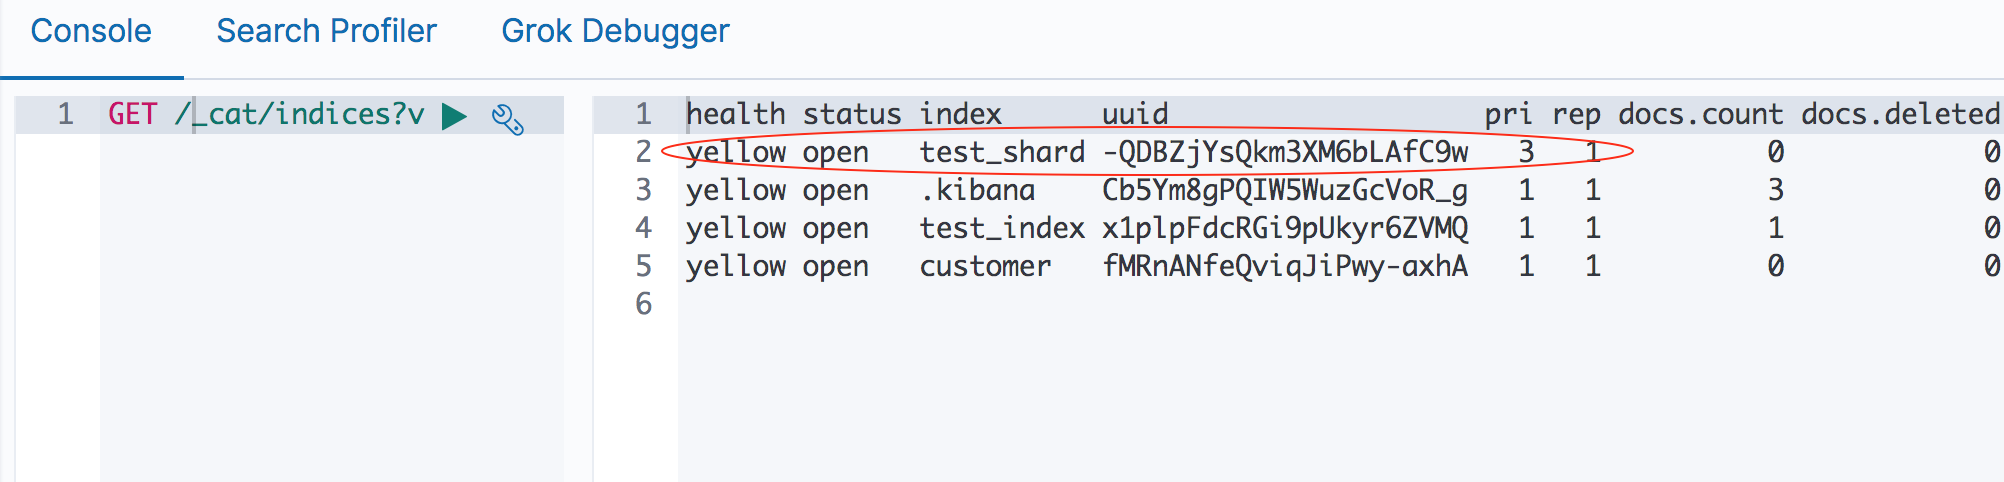 Console Search Profiler Grok Debugger
1 GET /_cat/indices?v
1 health status index uuid pri rep docs.count docs.deleted
2 yellow open test_shard -QDBZjYsQkm3XM6bLAfC9w 3 1 0 0
3 yellow open .kibana Cb5Ym8gPQIW5WuzGcVoR_g 1 1 3 0
4 yellow open test_index x1plpFdcRGi9pUkyr6ZVMQ 1 1 1 0
5 yellow open customer fMRnANfeQviqJiPwy-axhA 1 1 0 0
6